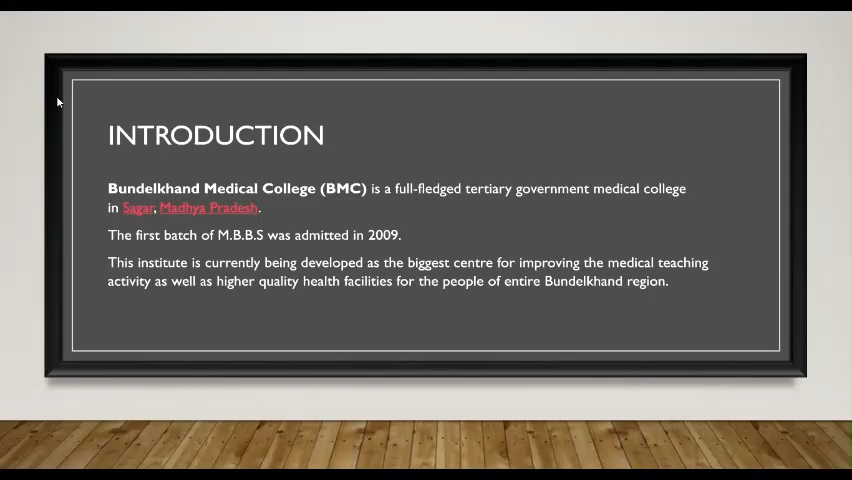 INTRODUCTION
Bundelkhand Medical College (BMC) is a full-fledged tertiary government medical college
in Sagar, Madhya Pradesh.
The first batch of M.B.B.S was admitted in 2009.
This institute is currently being developed as the biggest centre for improving the medical teaching
activity as well as higher quality health facilities for the people of entire Bundelkhand region.